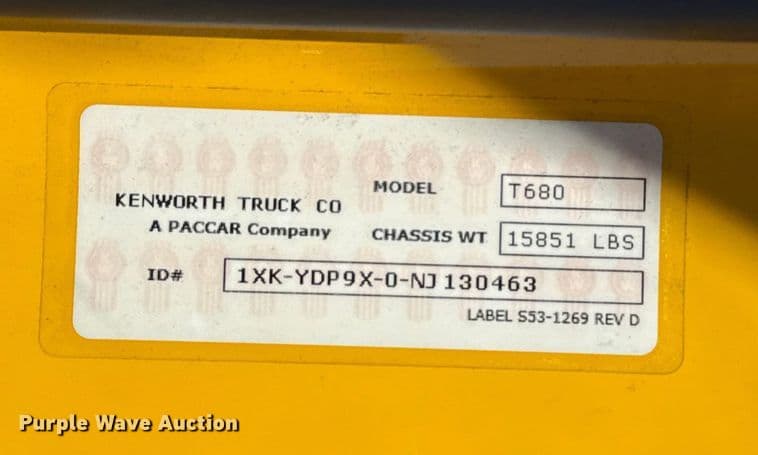 MODEL T680
KENWORTH TRUCK CO
A PACCAR Company
CHASSIS WT 15851 LBS
ID# 1XK-YDP9X-0-NJ130463
LABEL S53-1269 REV D
Purple Wave Auction